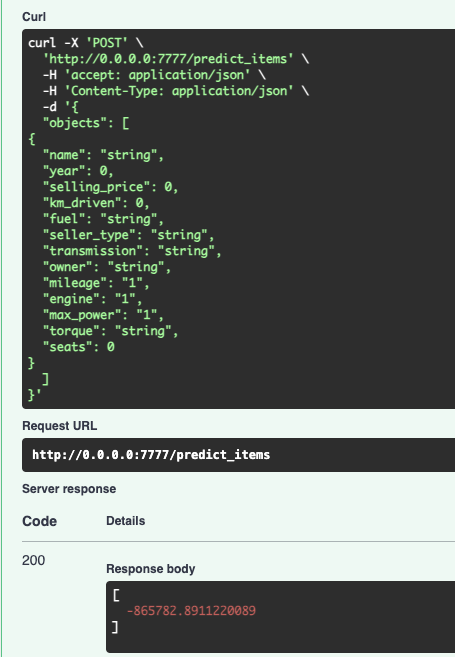 Curl
curl -X 'POST' \
  'http://0.0.0.0:7777/predict_items' \
  -H 'accept: application/json' \
  -H 'Content-Type: application/json' \
  -d '{
  "objects": [
{
  "name": "string",
  "year": 0,
  "selling_price": 0,
  "km_driven": 0,
  "fuel": "string",
  "seller_type": "string",
  "transmission": "string",
  "owner": "string",
  "mileage": "1",
  "engine": "1",
  "max_power": "1",
  "torque": "string",
  "seats": 0
}
  ]
}'
Request URL
http://0.0.0.0:7777/predict_items
Server response
Code Details
200
Response body
[
  -865782.8911220089
]